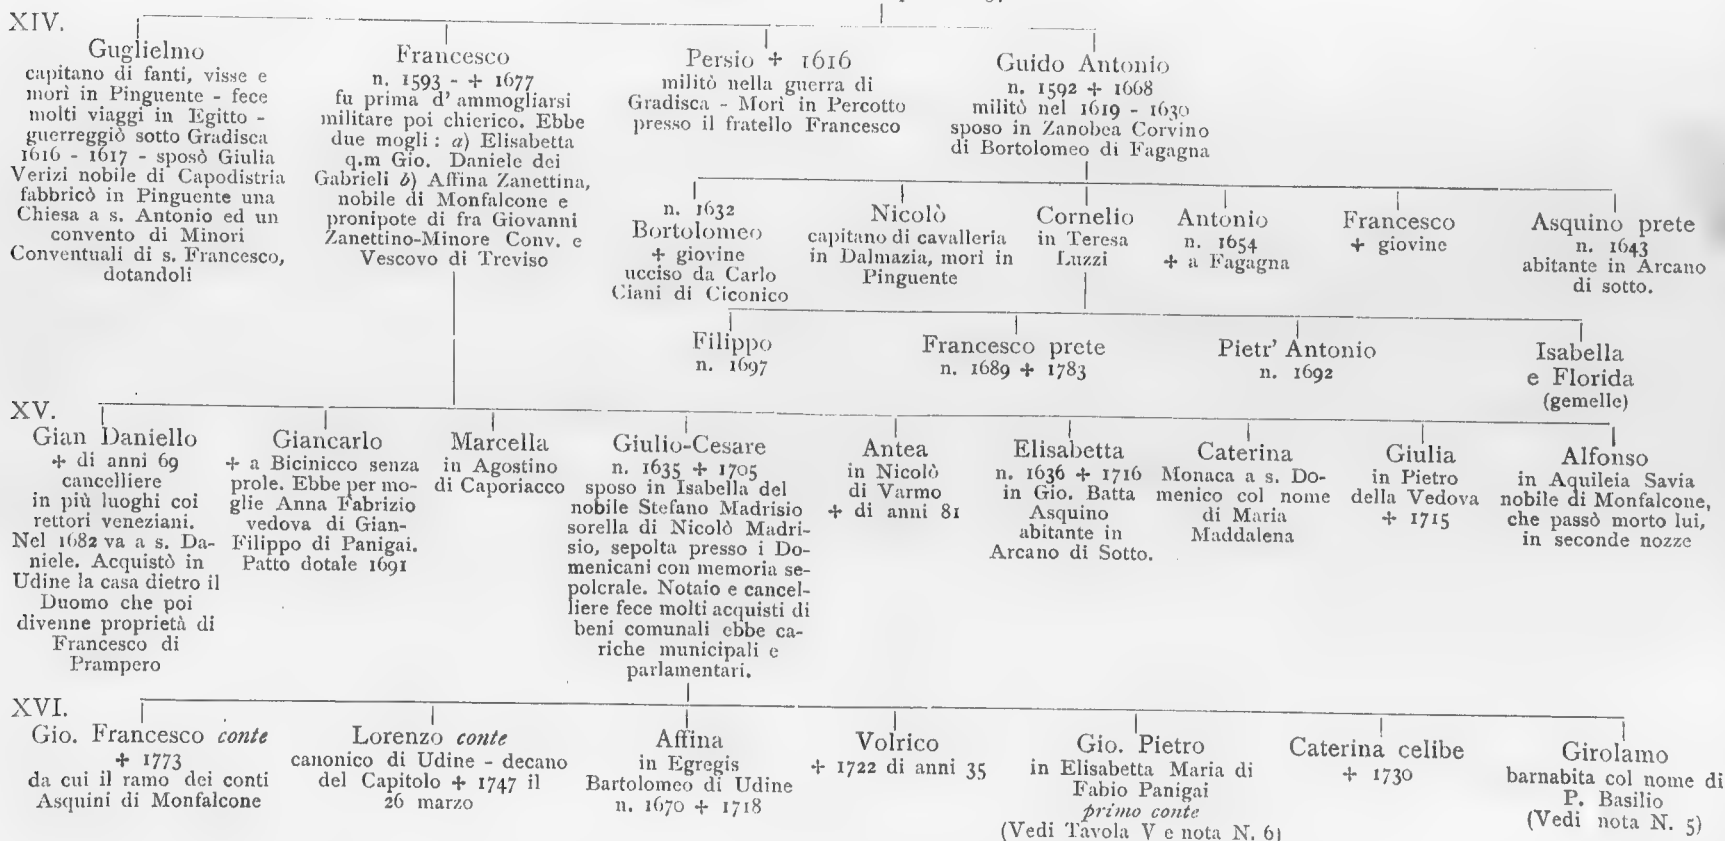 XIV.
Guglielmo
capitano di fanti, visse e
morì in Pinguente - fece
molti viaggi in Egitto -
guerreggiò sotto Gradisca
1616 - 1617 - sposò Giulia
Verizi nobile di Capodistria
fabbricò in Pinguente una
Chiesa a s. Antonio ed un
convento di Minori
Conventuali di s. Francesco,
dotandoli
Francesco
n. 1593 - + 1677
fu prima d' ammogliarsi
militare poi chierico. Ebbe
due mogli: a) Elisabetta
q.m Gio. Daniele dei
Gabrieli b) Affina Zanettina,
nobile di Monfalcone e
pronipote di fra Giovanni
Zanettino-Minore Conv. e
Vescovo di Treviso
Persio + 1616
militò nella guerra di
Gradisca - Morì in Percotto
presso il fratello Francesco
Guido Antonio
n. 1592 + 1668
militò nel 1619 - 1630
sposo in Zanobea Corvino
di Bortolomeo di Fagagna
n. 1632
Bortolomeo
+ giovine
ucciso da Carlo
Ciani di Ciconico
Nicolò
capitano di cavalleria
in Dalmazia, morì in
Pinguente
Cornelio
in Teresa
Luzzi
Antonio
n. 1654
+ a Fagagna
Francesco
+ giovine
Asquino prete
n. 1643
abitante in Arcano
di sotto.
Filippo
n. 1697
Francesco prete
n. 1689 + 1783
Pietr' Antonio
n. 1692
Isabella
e Florida
(gemelle)
XV.
Gian Daniello
+ di anni 69
cancelliere
in più luoghi coi
rettori veneziani.
Nel 1682 va a s. Da-
niele. Acquistò in
Udine la casa dietro il
Duomo che poi
divenne proprietà di
Francesco di
Prampero
Giancarlo
+ a Bicinicco senza
prole. Ebbe per mo-
glie Anna Fabrizio
vedova di Gian-
Filippo di Panigai.
Patto dotale 1691
Marcella
in Agostino
di Caporiacco
Giulio-Cesare
n. 1635 + 1705
sposo in Isabella del
nobile Stefano Madrisio
sorella di Nicolò Madri-
sio, sepolta presso i Do-
menicani con memoria se-
polcrale. Notaio e cancel-
liere fece molti acquisti di
beni comunali ebbe ca-
riche municipali e
parlamentari.
Antea
in Nicolò
di Varmo
+ di anni 81
Elisabetta
n. 1636 + 1716
in Gio. Batta
Asquino
abitante in
Arcano di Sotto.
Caterina
Monaca a s. Do-
menico col nome
di Maria
Maddalena
Giulia
in Pietro
della Vedova
+ 1715
Alfonso
in Aquileia Savia
nobile di Monfalcone,
che passò morto lui,
in seconde nozze
XVI.
Gio. Francesco conte
+ 1773
da cui il ramo dei conti
Asquini di Monfalcone
Lorenzo conte
canonico di Udine - decano
del Capitolo + 1747 il
26 marzo
Affina
in Egregis
Bartolomeo di Udine
n. 1670 + 1718
Volrico
+ 1722 di anni 35
Gio. Pietro
in Elisabetta Maria di
Fabio Panigai
primo conte
(Vedi Tavola V e nota N. 6)
Caterina celibe
+ 1730
Girolamo
barnabita col nome di
P. Basilio
(Vedi nota N. 5)